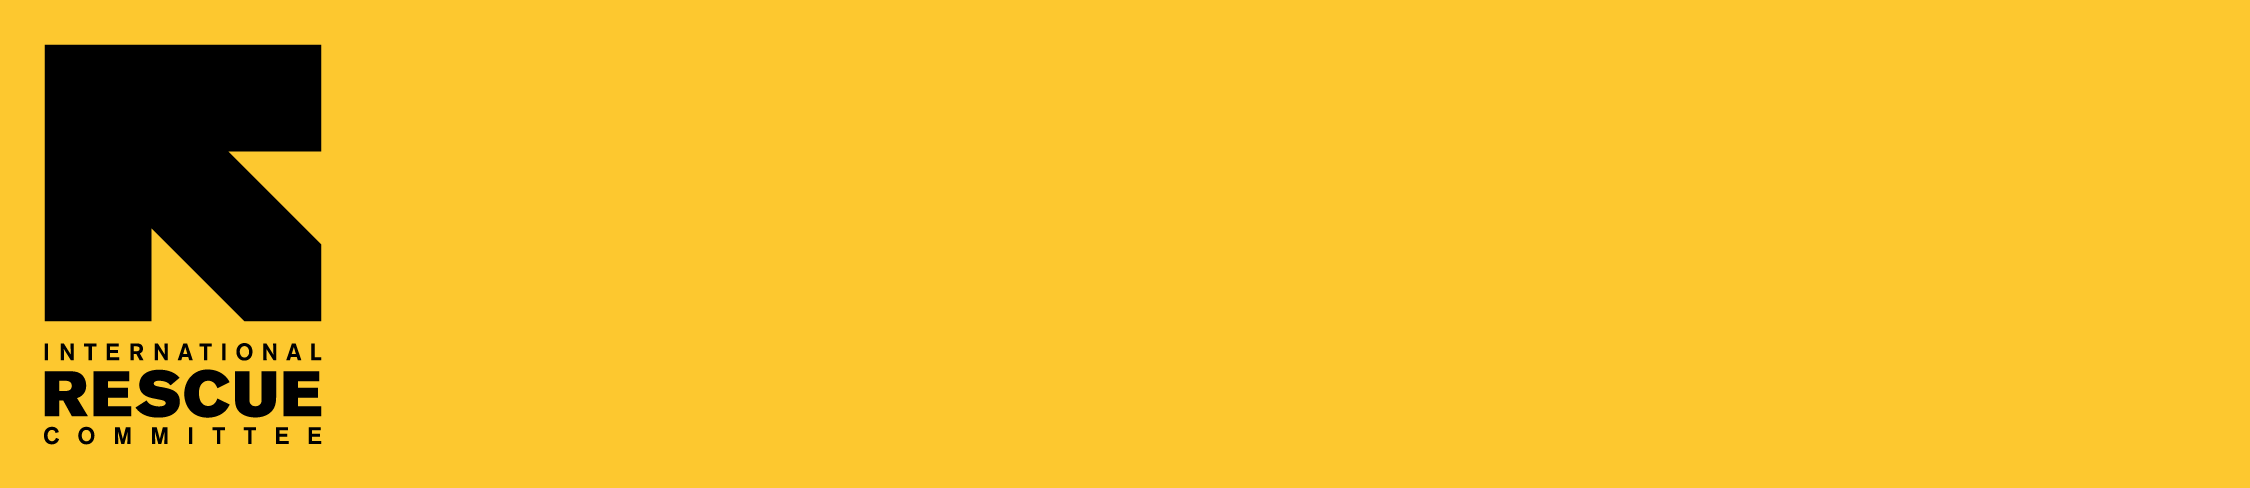 INTERNATIONAL
RESCUE
COMMITTEE